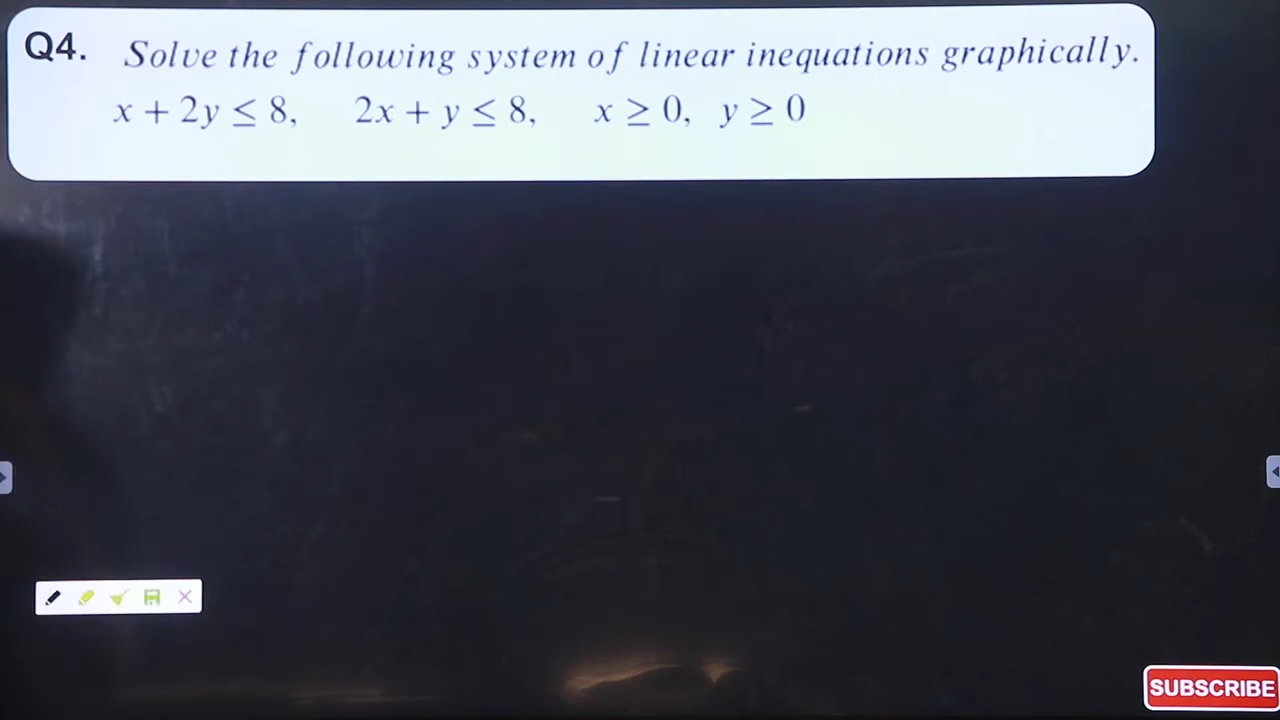 Q4. Solve the following system of linear inequations graphically.
x + 2y ≤ 8, 2x + y ≤ 8, x ≥ 0, y ≥ 0
SUBSCRIBE